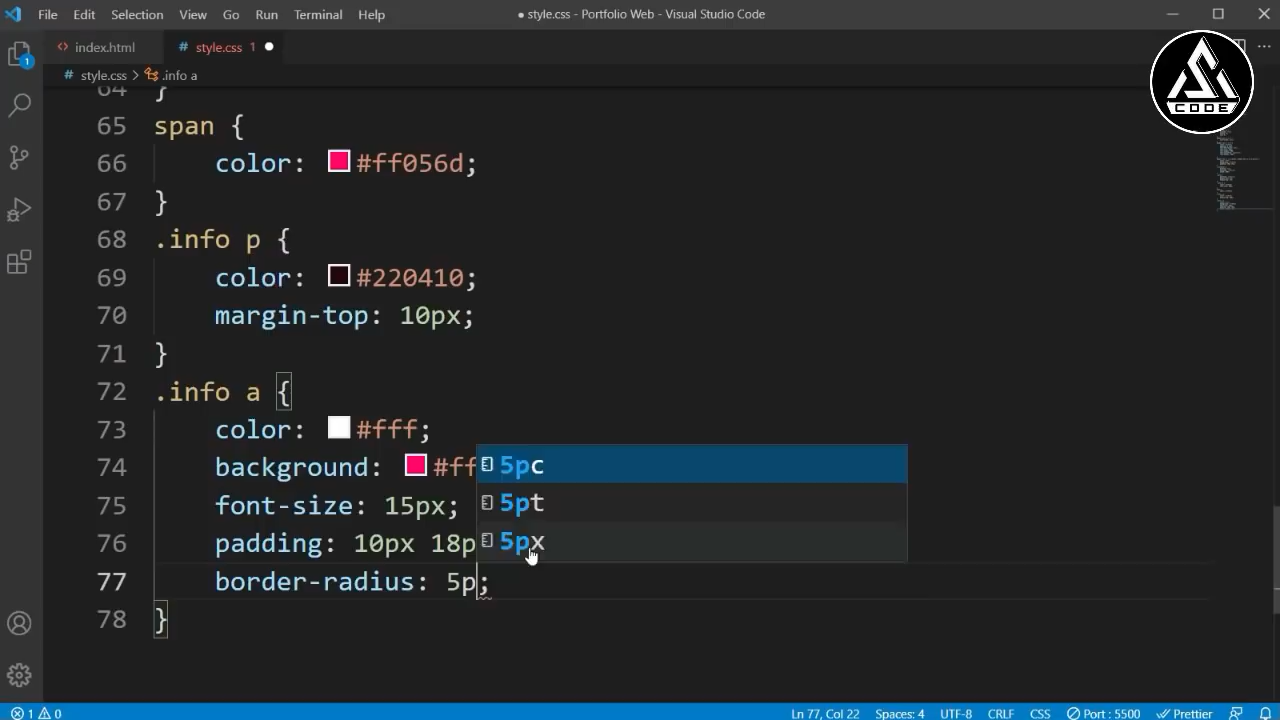 File Edit Selection View Go Run Terminal Help ● style.css - Portfolio Web - Visual Studio Code
index.html # style.css 1
# style.css > .info a
CODE
1
64 }
65 span {
66 color: #ff056d;
67 }
68 .info p {
69 color: #220410;
70 margin-top: 10px;
71 }
72 .info a {
73 color: #fff;
74 background: #ff
5pc
75 font-size: 15px;
5pt
76 padding: 10px 18p
5px
77 border-radius: 5p;
78 }
1 0 Ln 77, Col 22 Spaces: 4 UTF-8 CRLF CSS Port : 5500 Prettier